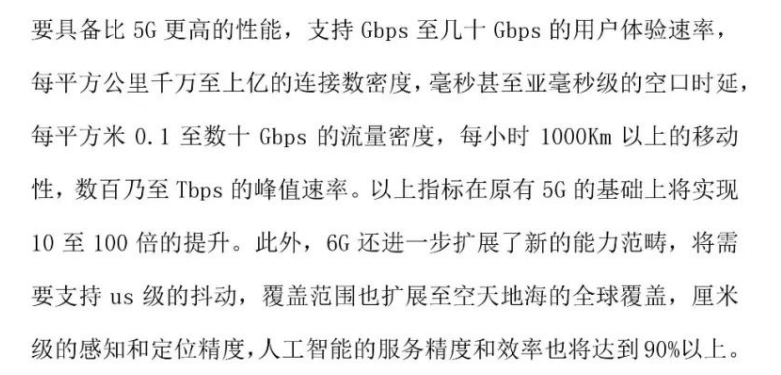 要具备比 5G 更高的性能，支持 Gbps 至几十 Gbps 的用户体验速率，
每平方公里千万至上亿的连接数密度，毫秒甚至亚毫秒级的空口时延，
每平方米 0.1 至数十 Gbps 的流量密度，每小时 1000Km 以上的移动
性，数百乃至 Tbps 的峰值速率。以上指标在原有 5G 的基础上将实现
10 至 100 倍的提升。此外，6G 还进一步扩展了新的能力范畴，将需
要支持 us 级的抖动，覆盖范围也扩展至空天地海的全球覆盖，厘米
级的感知和定位精度，人工智能的服务精度和效率也将达到 90%以上。